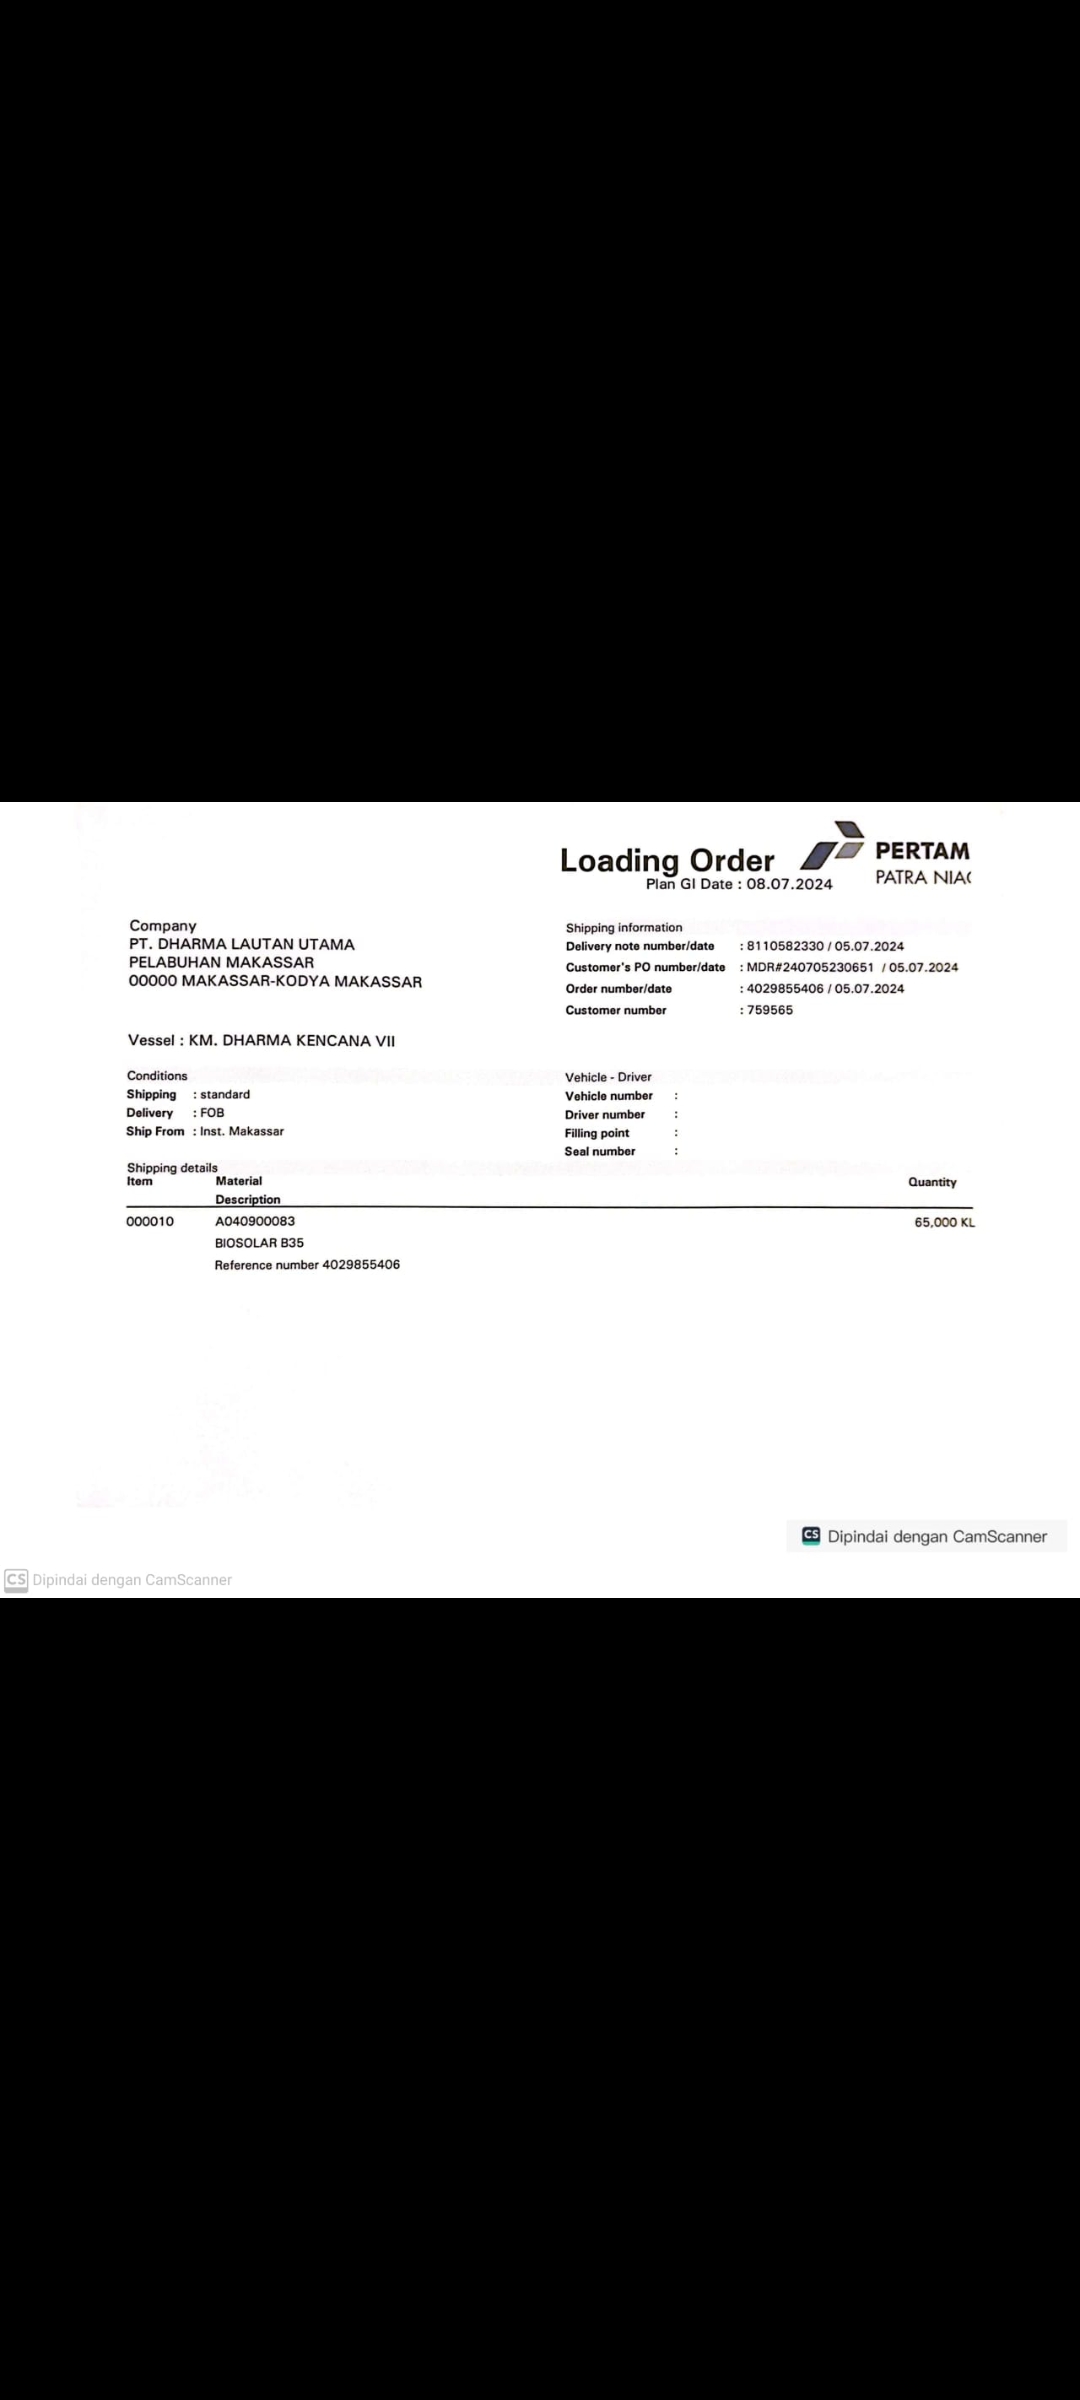 Loading Order
Plan GI Date : 08.07.2024
PERTAM
PATRA NIA
Company
PT. DHARMA LAUTAN UTAMA
PELABUHAN MAKASSAR
00000 MAKASSAR-KODYA MAKASSAR
Shipping information
Delivery note number/date : 8110582330 / 05.07.2024
Customer's PO number/date : MDR#240705230651 / 05.07.2024
Order number/date : 4029855406 / 05.07.2024
Customer number : 759565
Vessel : KM. DHARMA KENCANA VII
Conditions
Shipping : standard
Delivery : FOB
Ship From : Inst. Makassar
Vehicle - Driver
Vehicle number :
Driver number :
Filling point :
Seal number :
Shipping details
Item Material Quantity
Description
000010 A040900083 65,000 KL
BIOSOLAR B35
Reference number 4029855406
CS Dipindai dengan CamScanner
CS Dipindai dengan CamScanner